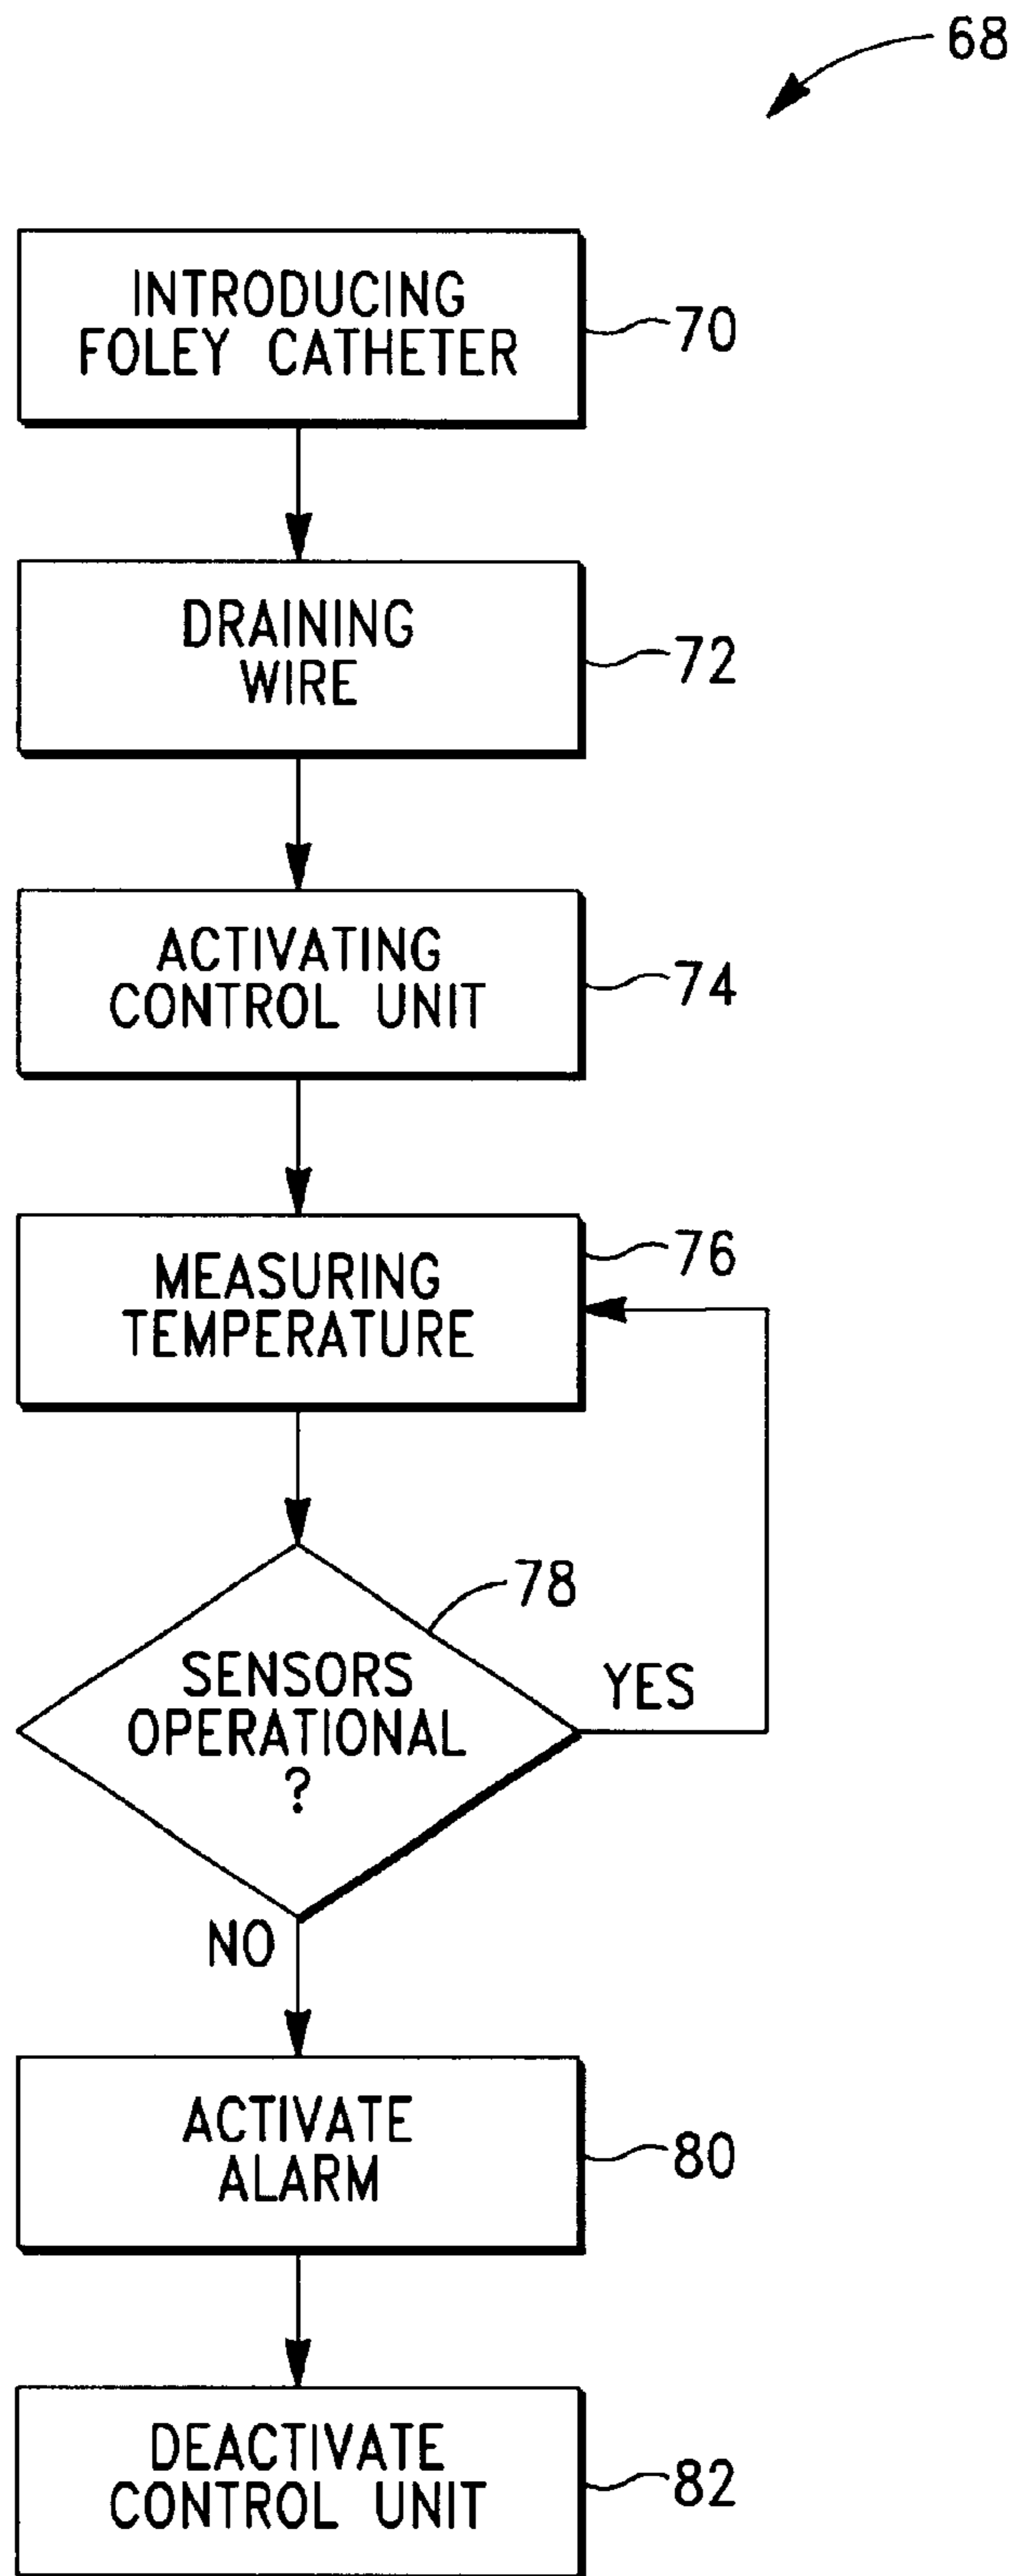 68
INTRODUCING
FOLEY CATHETER
70
DRAINING
WIRE
72
ACTIVATING
CONTROL UNIT
74
MEASURING
TEMPERATURE
76
78
SENSORS
OPERATIONAL
?
YES
NO
ACTIVATE
ALARM
80
DEACTIVATE
CONTROL UNIT
82